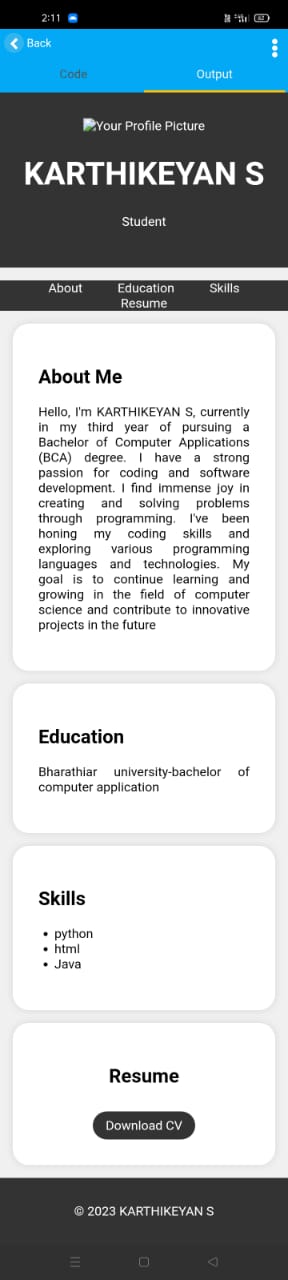 2:11
62
Back
Code Output
Your Profile Picture
KARTHIKEYAN S
Student
About Education Skills
Resume
About Me
Hello, I'm KARTHIKEYAN S, currently
in my third year of pursuing a
Bachelor of Computer Applications
(BCA) degree. I have a strong
passion for coding and software
development. I find immense joy in
creating and solving problems
through programming. I've been
honing my coding skills and
exploring various programming
languages and technologies. My
goal is to continue learning and
growing in the field of computer
science and contribute to innovative
projects in the future
Education
Bharathiar university-bachelor of
computer application
Skills
• python
• html
• Java
Resume
Download CV
© 2023 KARTHIKEYAN S